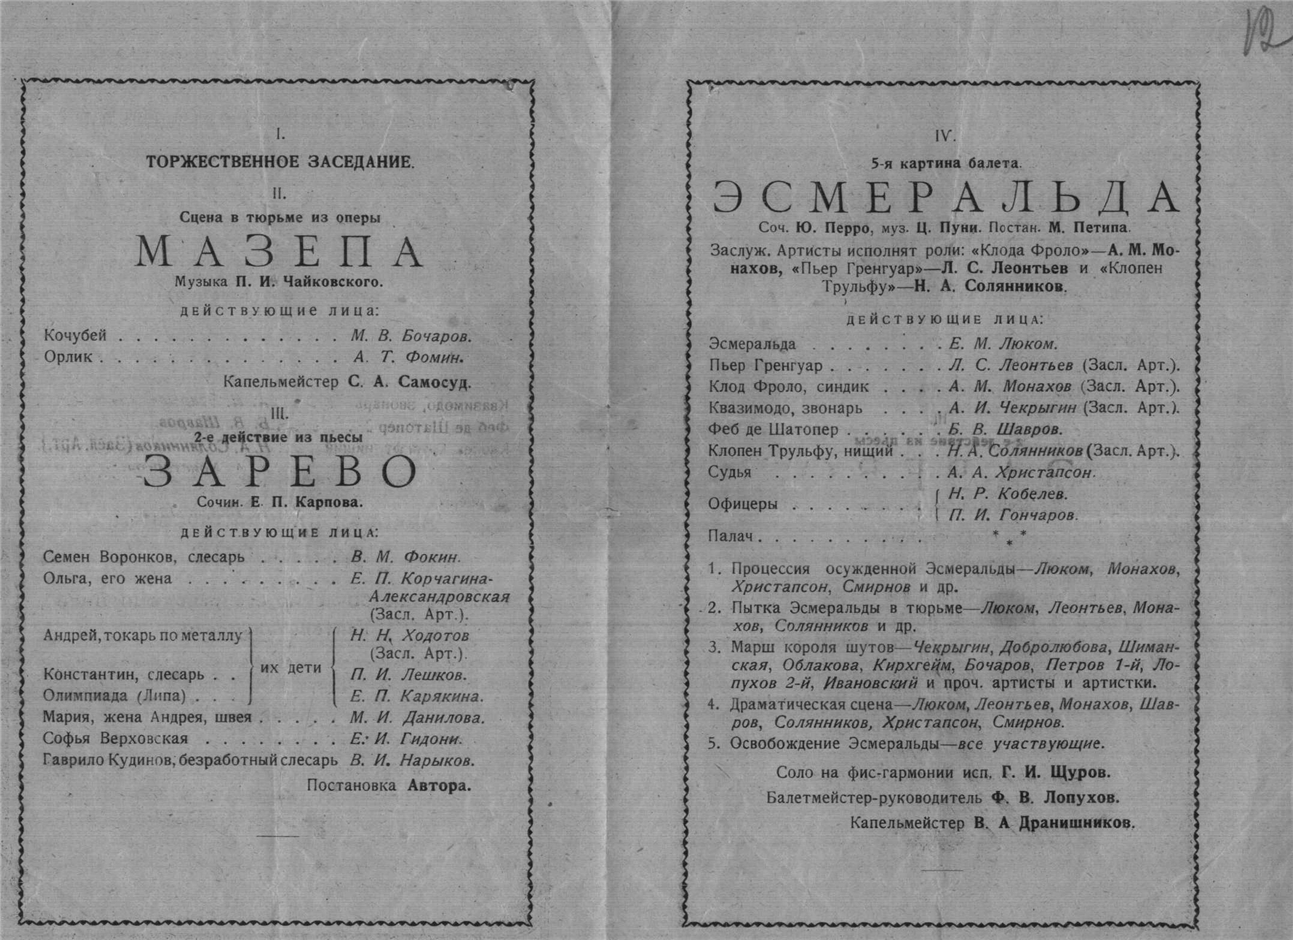 12
I.
ТОРЖЕСТВЕННОЕ ЗАСЕДАНИЕ.
II.
Сцена в тюрьме из оперы
МАЗЕПА
Музыка П. И. Чайковского.
ДЕЙСТВУЮЩИЕ ЛИЦА:
Кочубей . . . . . . . . . . . . . М. В. Бочаров.
Орлик . . . . . . . . . . . . . . А. Т. Фомин.
Капельмейстер С. А. Самосуд.
III.
2-е действие из пьесы
ЗАРЕВО
Сочин. Е. П. Карпова.
ДЕЙСТВУЮЩИЕ ЛИЦА:
Семен Воронков, слесарь . . . . . В. М. Фокин.
Ольга, его жена . . . . . . . . . Е. П. Корчагина-
Александровская
(Засл. Арт.).
Андрей, токарь по металлу Н. Н. Ходотов
(Засл. Арт.).
их дети
Константин, слесарь . . П. И. Лешков.
Олимпиада (Липа) . . . Е. П. Карякина.
Мария, жена Андрея, швея . . . . . М. И. Данилова.
Софья Верховская . . . . . . . . Е. И. Гидони.
Гаврило Кудинов, безработный слесарь В. И. Нарыков.
Постановка Автора.
IV.
5-я картина балета.
ЭСМЕРАЛЬДА
Соч. Ю. Перро, муз. Ц. Пуни. Постан. М. Петипа.
Заслуж. Артисты исполнят роли: «Клода Фроло»—А. М. Мо-
нахов, «Пьер Гренгуар»—Л. С. Леонтьев и «Клопен
Трульфу»—Н. А. Солянников.
ДЕЙСТВУЮЩИЕ ЛИЦА:
Эсмеральда . . . . . . . . Е. М. Люком.
Пьер Гренгуар . . . . . . . Л. С. Леонтьев (Засл. Арт.).
Клод Фроло, синдик . . . . А. М. Монахов (Засл. Арт.).
Квазимодо, звонарь . . . . А. И. Чекрыгин (Засл. Арт.).
Феб де Шатопер . . . . . . Б. В. Шавров.
Клопен Трульфу, нищий . . . Н. А. Солянников (Засл. Арт.).
Судья . . . . . . . . . . А. А. Христапсон.
Офицеры . . . . . . . . Н. Р. Кобелев.
П. И. Гончаров.
Палач . . . . . . . . . . . * * *
1. Процессия осужденной Эсмеральды—Люком, Монахов,
Христапсон, Смирнов и др.
2. Пытка Эсмеральды в тюрьме—Люком, Леонтьев, Мона-
хов, Солянников и др.
3. Марш короля шутов—Чекрыгин, Добролюбова, Шиман-
ская, Облакова, Кирхгейм, Бочаров, Петров 1-й, Ло-
пухов 2-й, Ивановский и проч. артисты и артистки.
4. Драматическая сцена—Люком, Леонтьев, Монахов, Шав-
ров, Солянников, Христапсон, Смирнов.
5. Освобождение Эсмеральды—все участвующие.
Соло на фис-гармонии исп. Г. И. Щуров.
Балетмейстер-руководитель Ф. В. Лопухов.
Капельмейстер В. А Дранишников.